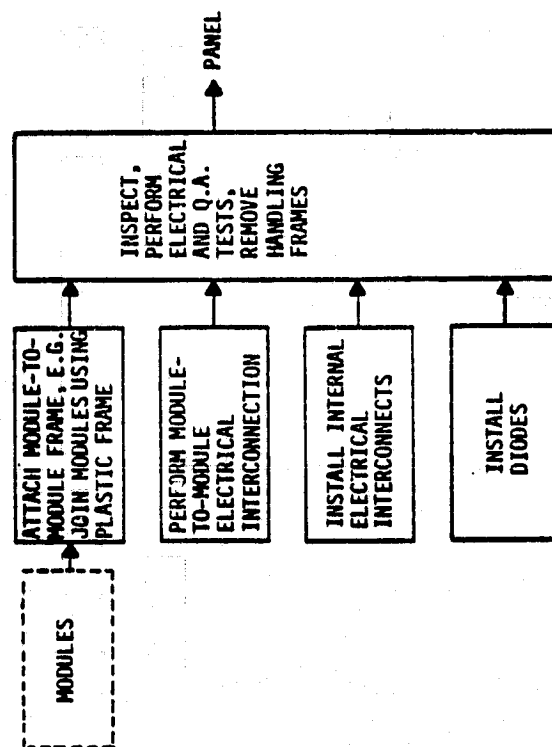 MODULES
ATTACH MODULE-TO-
MODULE FRAME, E.G.
JOIN MODULES USING
PLASTIC FRAME
PERFORM MODULE-
TO-MODULE
ELECTRICAL
INTERCONNECTION
INSTALL INTERNAL
ELECTRICAL
INTERCONNECTS
INSTALL
DIODES
INSPECT,
PERFORM
ELECTRICAL
AND Q.A.
TESTS,
REMOVE
HANDLING
FRAMES
PANEL